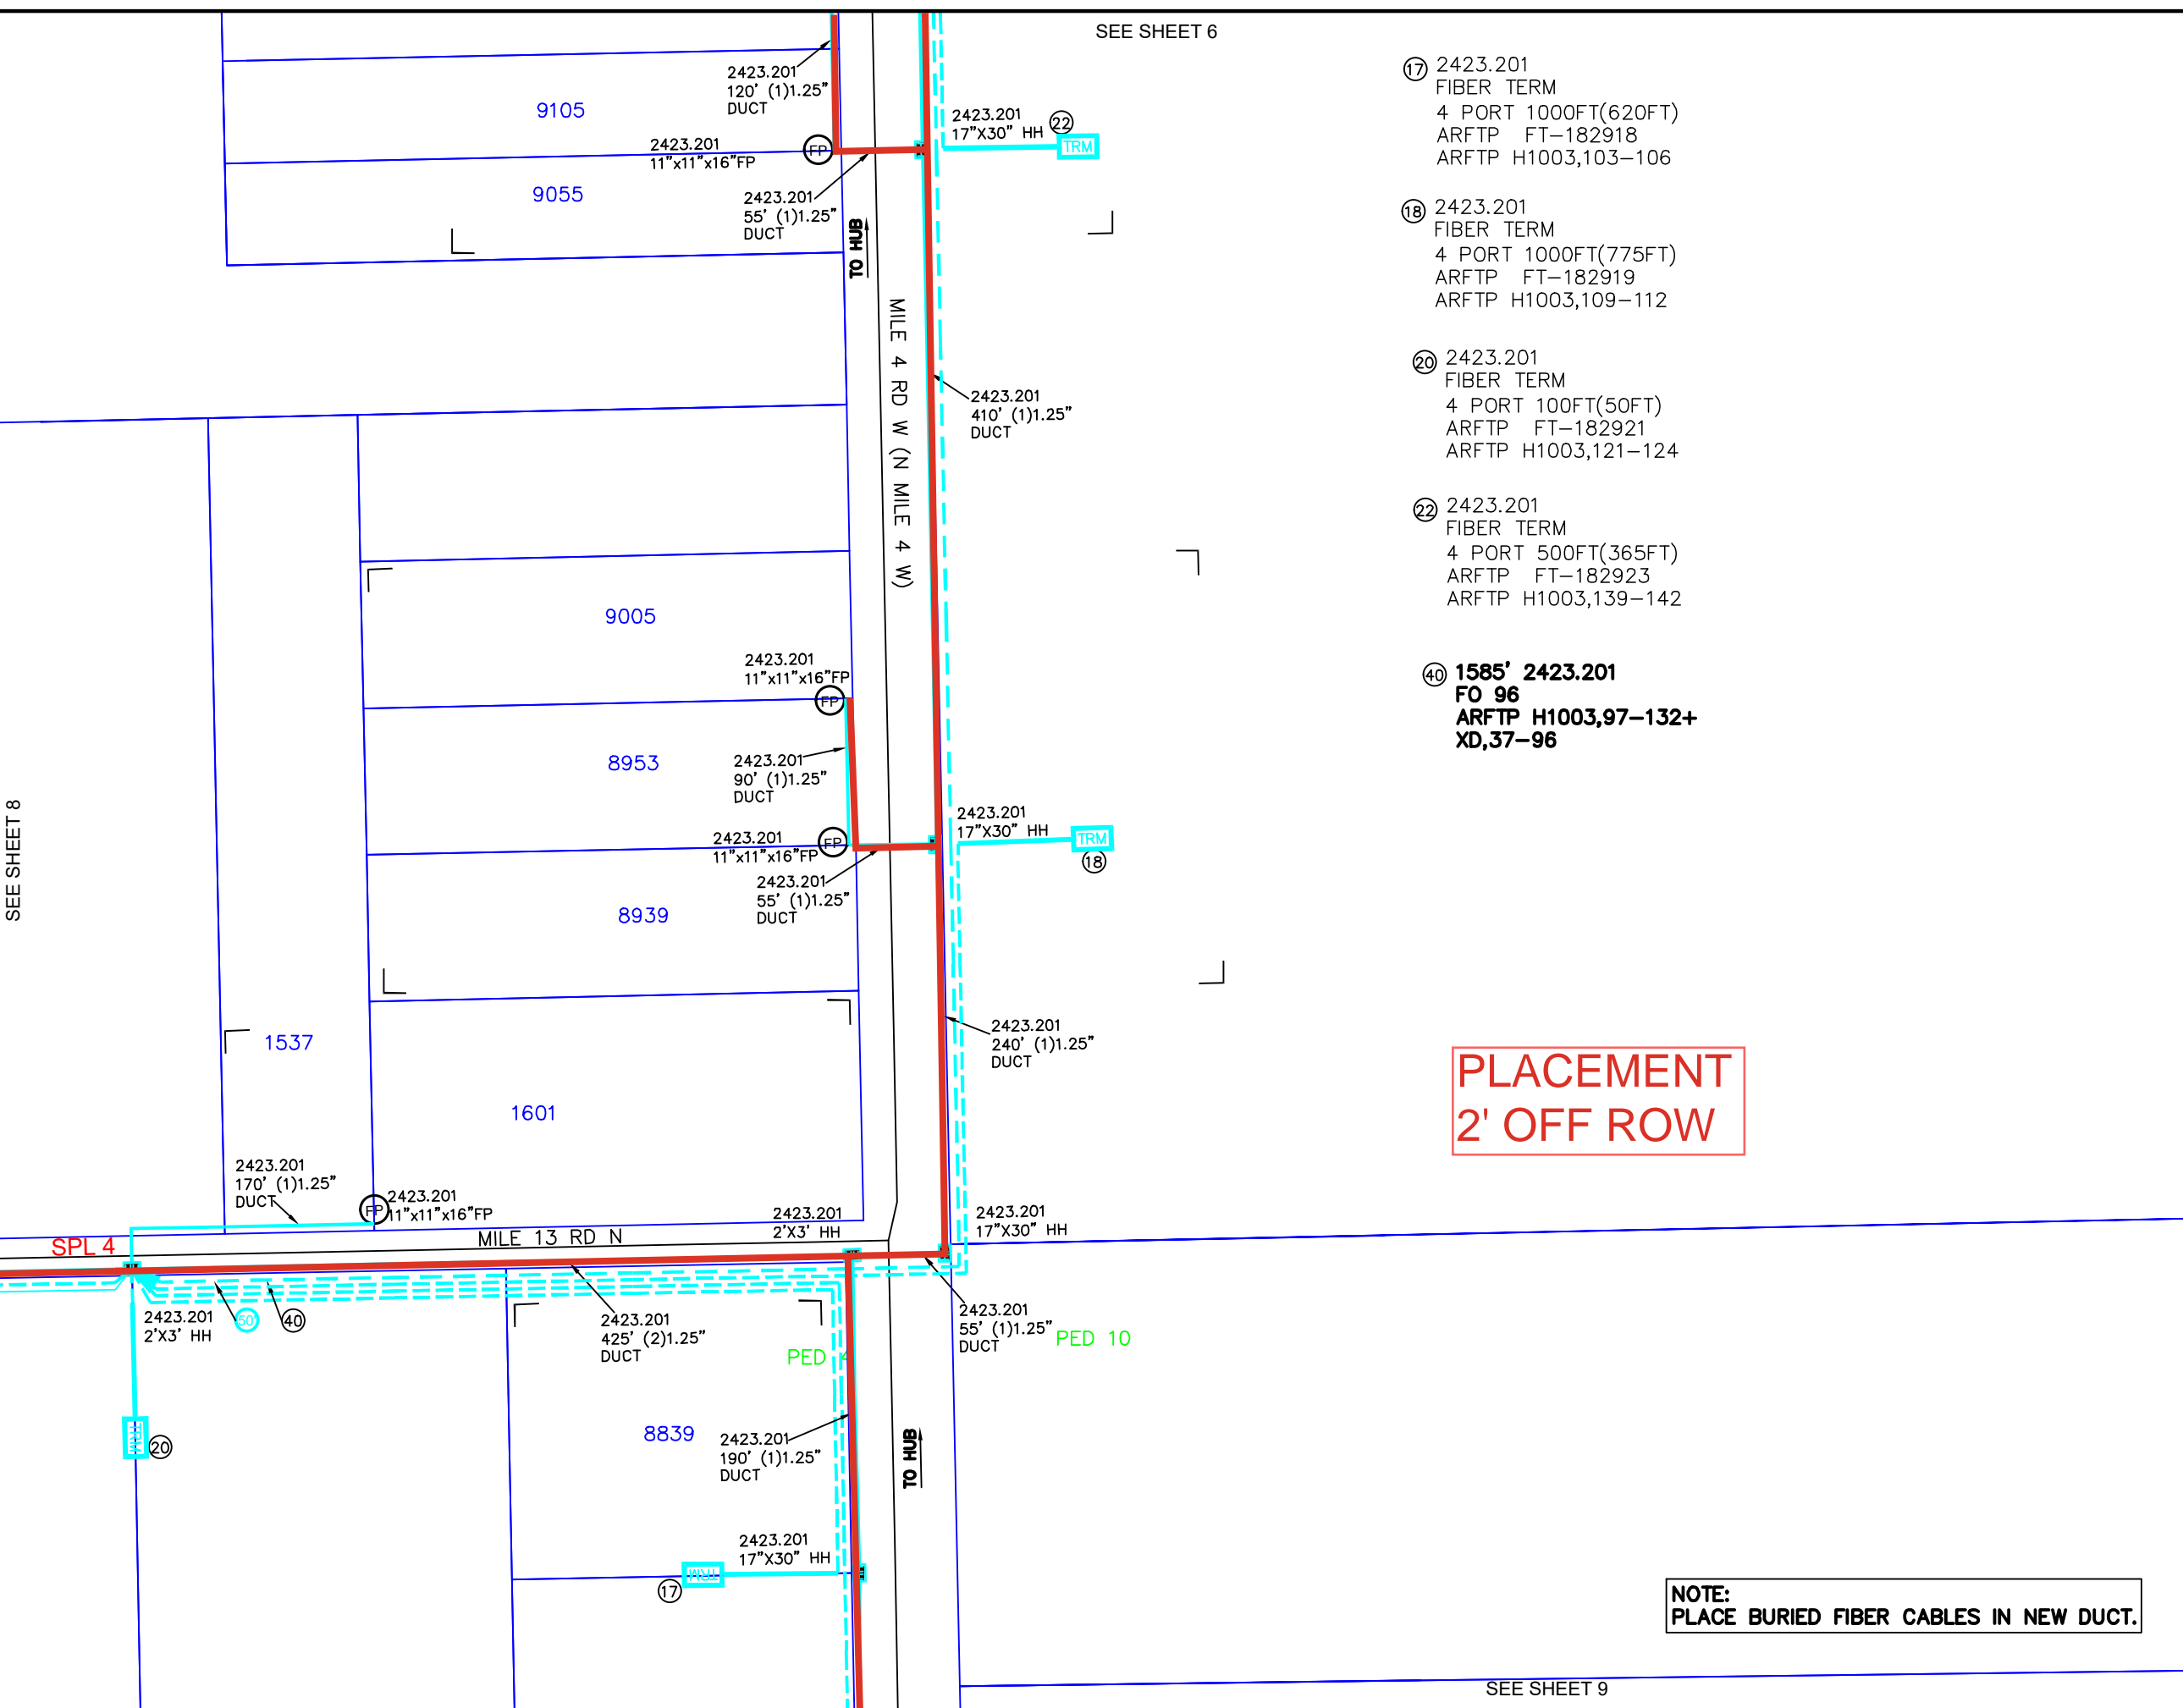 SEE SHEET 6
2423.201
120' (1)1.25"
DUCT
9105
2423.201
11"x11"x16"FP
FP
2423.201
17"X30" HH
22
TRM
9055
2423.201
55' (1)1.25"
DUCT
TO HUB
MILE 4 RD W (N MILE 4 W)
2423.201
410' (1)1.25"
DUCT
17
2423.201
FIBER TERM
4 PORT 1000FT(620FT)
ARFTP FT-182918
ARFTP H1003,103-106
18
2423.201
FIBER TERM
4 PORT 1000FT(775FT)
ARFTP FT-182919
ARFTP H1003,109-112
20
2423.201
FIBER TERM
4 PORT 100FT(50FT)
ARFTP FT-182921
ARFTP H1003,121-124
22
2423.201
FIBER TERM
4 PORT 500FT(365FT)
ARFTP FT-182923
ARFTP H1003,139-142
40
1585' 2423.201
FO 96
ARFTP H1003,97-132+
XD,37-96
9005
2423.201
11"x11"x16"FP
FP
8953
2423.201
90' (1)1.25"
DUCT
2423.201
11"x11"x16"FP
FP
2423.201
17"X30" HH
TRM
18
2423.201
55' (1)1.25"
DUCT
8939
SEE SHEET 8
2423.201
240' (1)1.25"
DUCT
1537
1601
PLACEMENT
2' OFF ROW
2423.201
170' (1)1.25"
DUCT
FP
2423.201
11"x11"x16"FP
2423.201
2'X3' HH
2423.201
17"X30" HH
SPL 4
MILE 13 RD N
2423.201
2'X3' HH
50'
40
2423.201
425' (2)1.25"
DUCT
2423.201
55' (1)1.25"
DUCT
PED 10
PED 4
TRM
20
8839
2423.201
190' (1)1.25"
DUCT
TO HUB
2423.201
17"X30" HH
TRM
17
NOTE:
PLACE BURIED FIBER CABLES IN NEW DUCT.
SEE SHEET 9